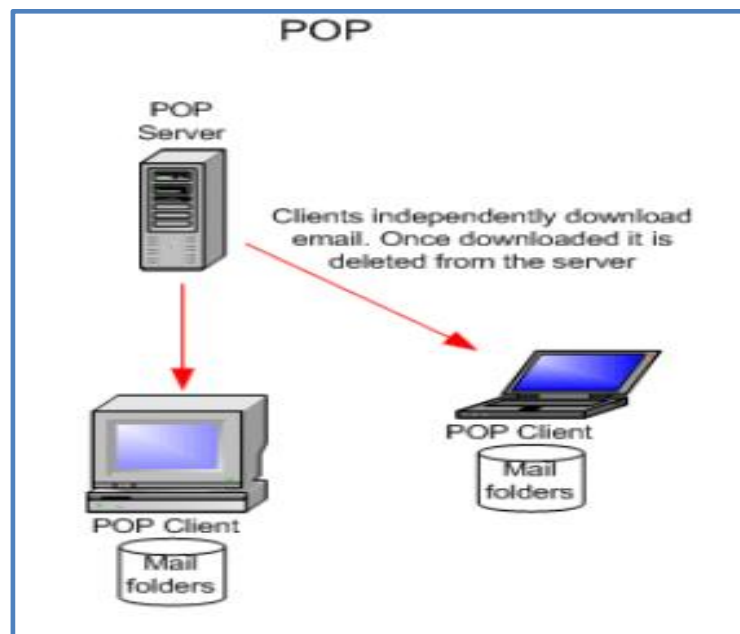 POP
POP
Server
Clients independently download
email. Once downloaded it is
deleted from the server
POP Client
Mail
folders
POP Client
Mail
folders